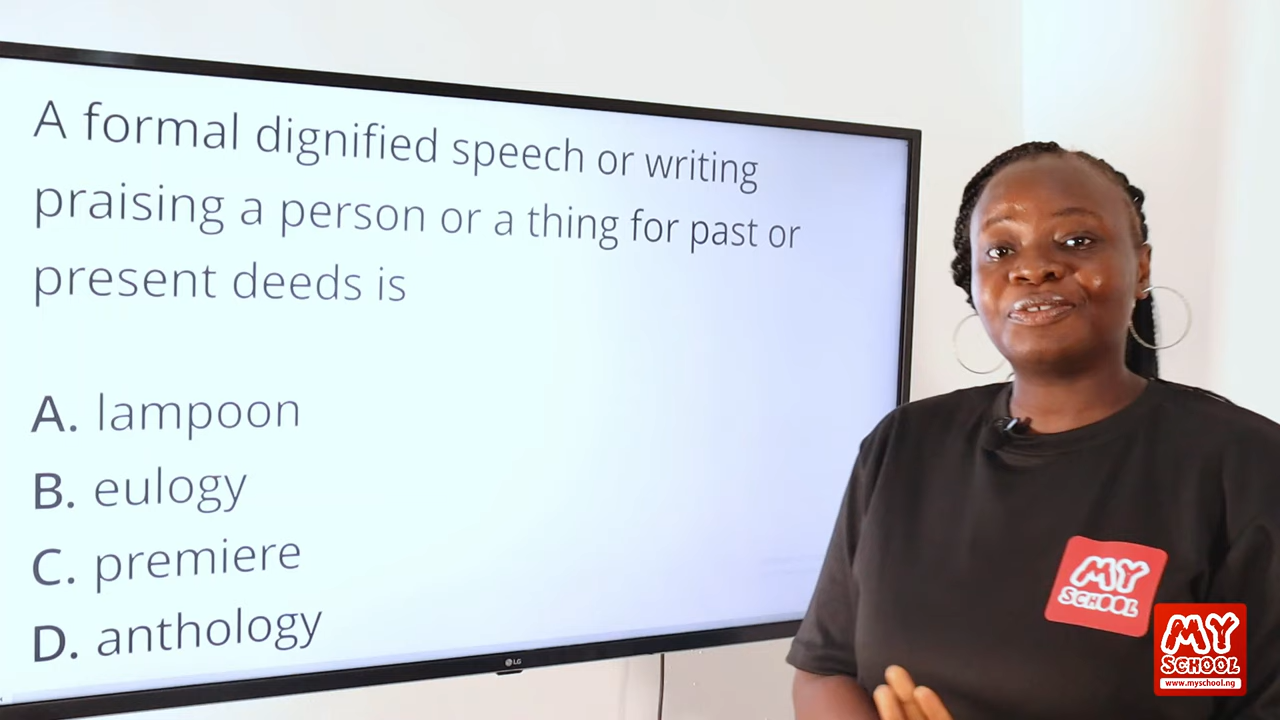 A formal dignified speech or writing
praising a person or a thing for past or
present deeds is
A. lampoon
B. eulogy
C. premiere
D. anthology
LG
MY
SCHOOL
MY
SCHOOL
www.myschool.ng